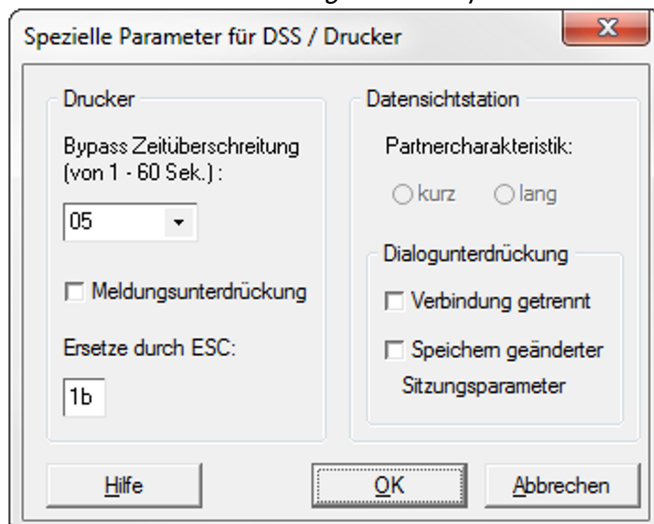 Spezielle Parameter für DSS / Drucker
Drucker
Bypass Zeitüberschreitung
(von 1 - 60 Sek.) :
05
Meldungsunterdrückung
Ersetze durch ESC:
1b
Datensichtstation
Partnercharakteristik:
kurz lang
Dialogunterdrückung
Verbindung getrennt
Speichern geänderter
Sitzungsparameter
Hilfe OK Abbrechen